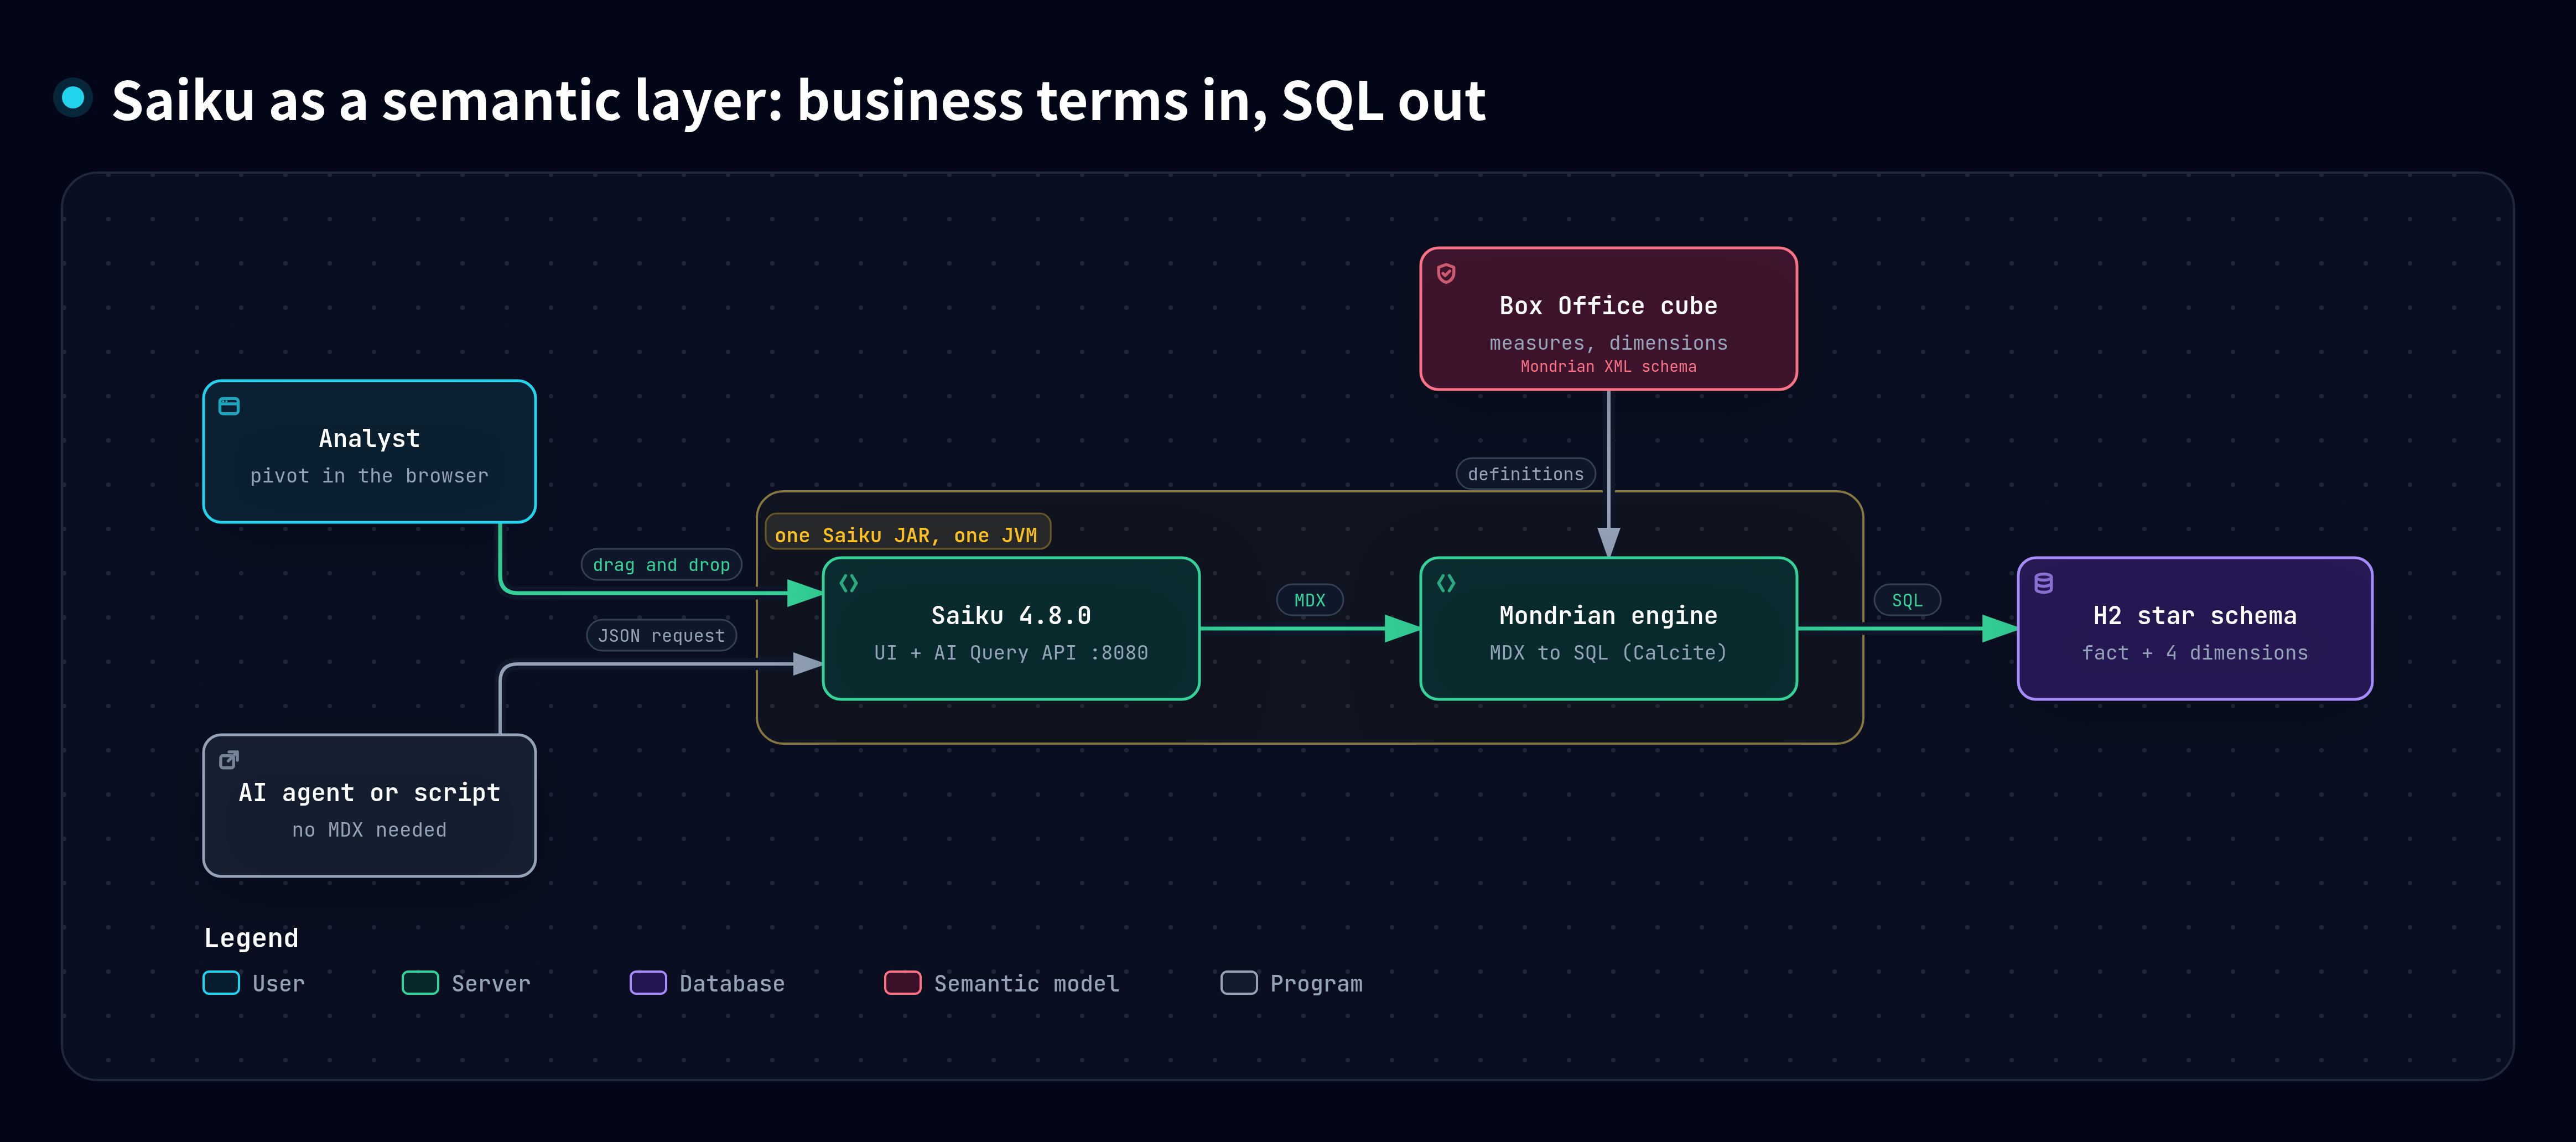 Saiku as a semantic layer: business terms in, SQL out
Box Office cube
measures, dimensions
Mondrian XML schema
Analyst
pivot in the browser
definitions
one Saiku JAR, one JVM
drag and drop
JSON request
Saiku 4.8.0
UI + AI Query API :8080
MDX
Mondrian engine
MDX to SQL (Calcite)
SQL
H2 star schema
fact + 4 dimensions
AI agent or script
no MDX needed
Legend
User
Server
Database
Semantic model
Program